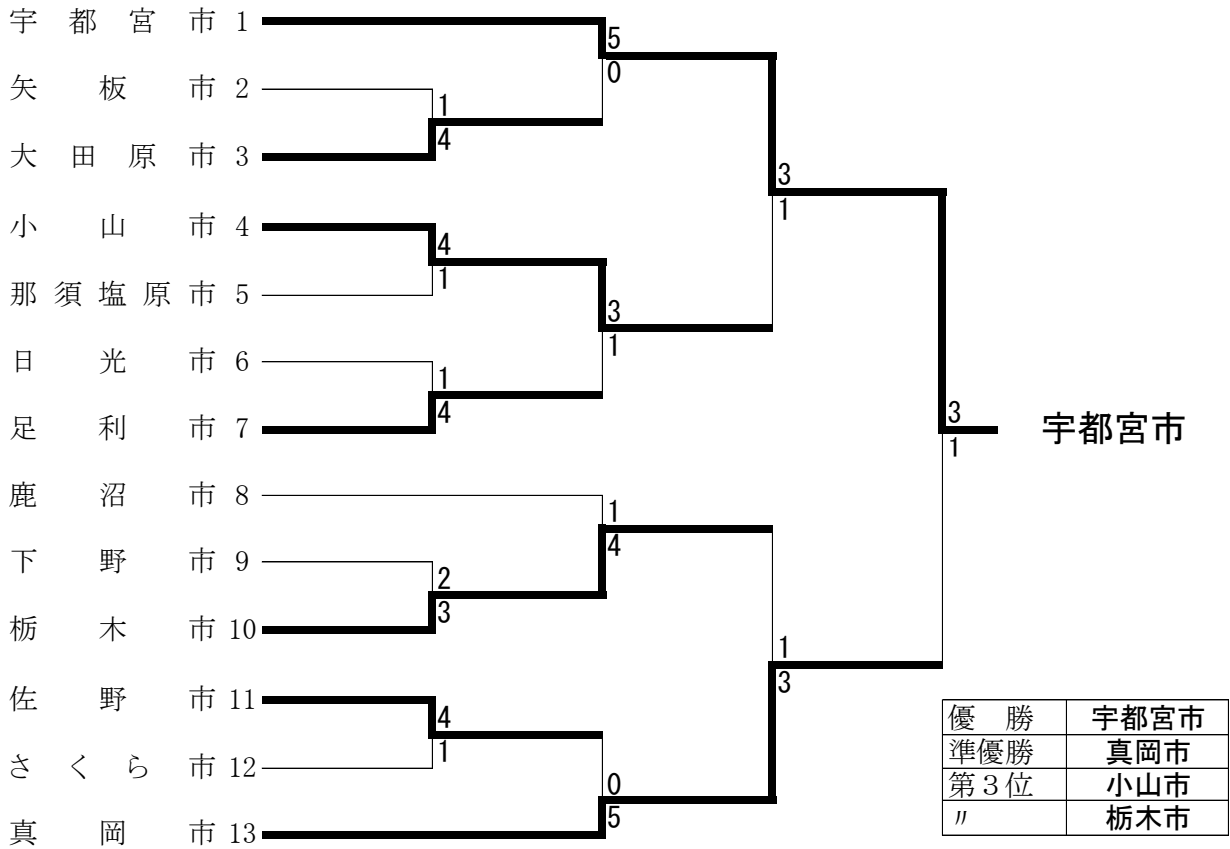 宇都宮市 1
5
0
矢板市 2
1
4
大田原市 3
3
1
小山市 4
4
1
那須塩原市 5
3
1
日光市 6
1
4
足利市 7
3
1
宇都宮市
鹿沼市 8
1
4
下野市 9
2
3
栃木市 10
1
3
佐野市 11
4
1
さくら市 12
0
5
真岡市 13
優勝 宇都宮市
準優勝 真岡市
第３位 小山市
〃 栃木市